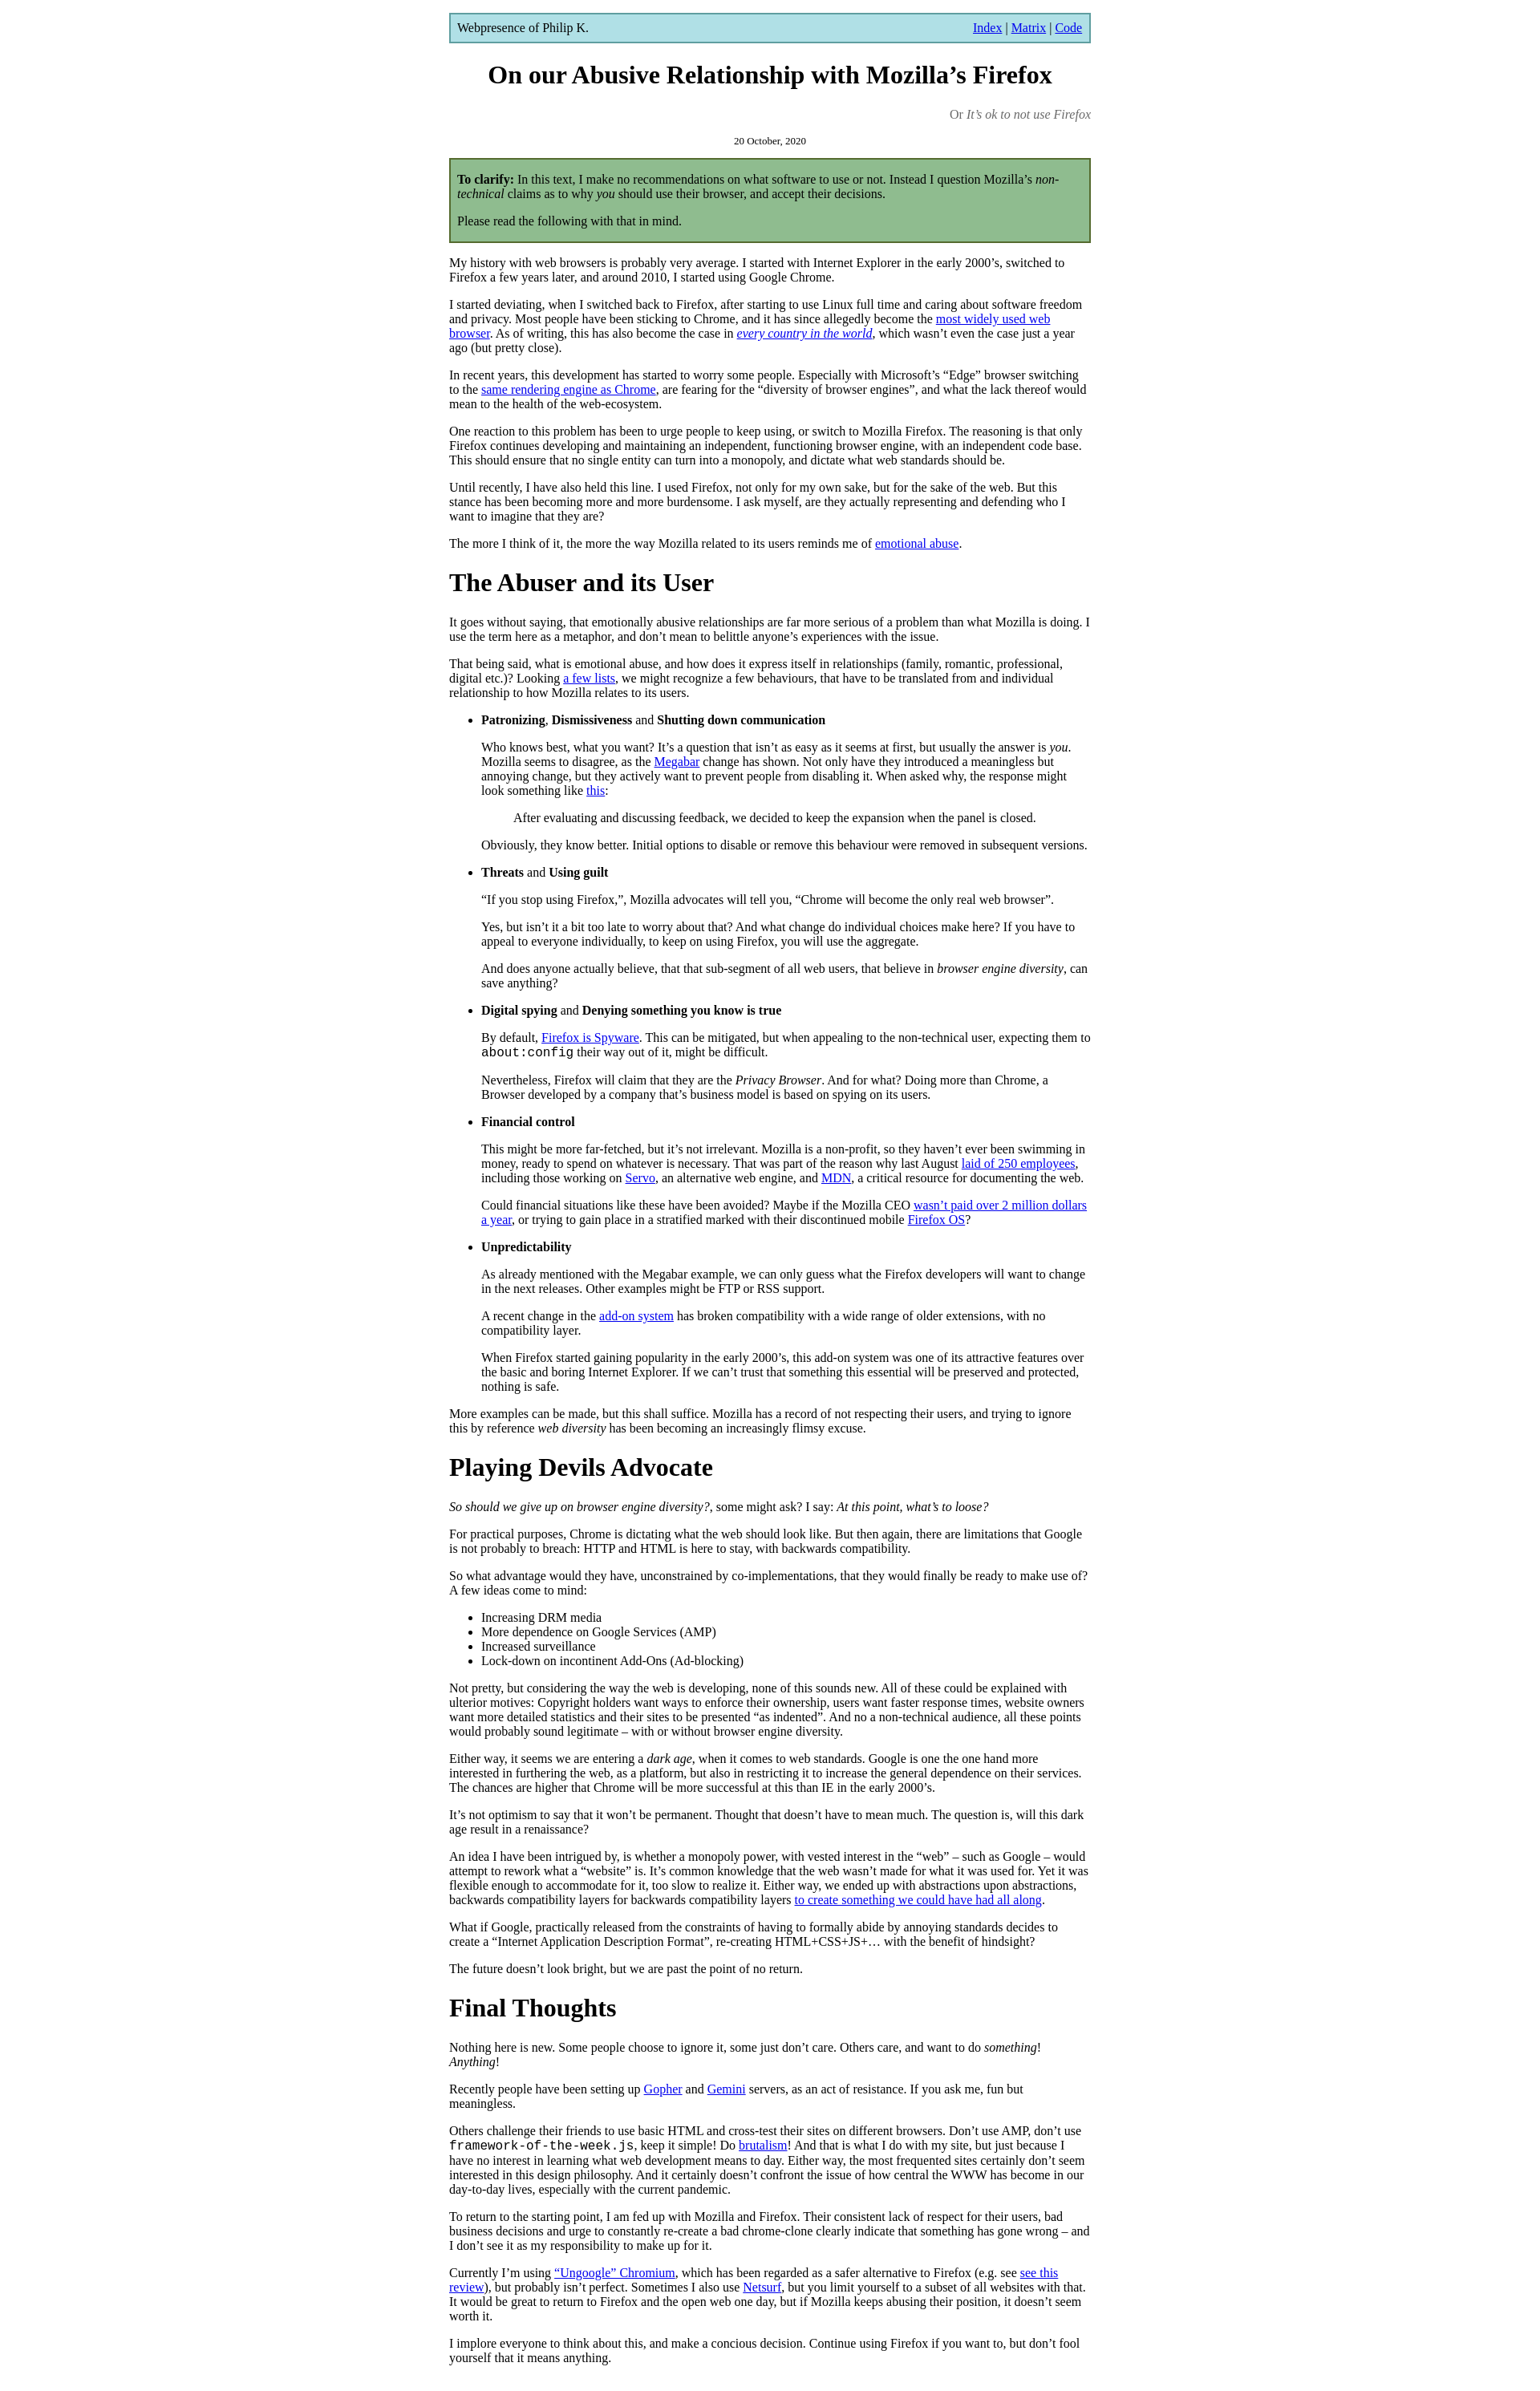 Webpresence of Philip K.
Index | Matrix | Code
On our Abusive Relationship with Mozilla’s Firefox
Or It’s ok to not use Firefox
20 October, 2020
To clarify: In this text, I make no recommendations on what software to use or not. Instead I question Mozilla’s non-
technical claims as to why you should use their browser, and accept their decisions.
Please read the following with that in mind.
My history with web browsers is probably very average. I started with Internet Explorer in the early 2000’s, switched to
Firefox a few years later, and around 2010, I started using Google Chrome.
I started deviating, when I switched back to Firefox, after starting to use Linux full time and caring about software freedom
and privacy. Most people have been sticking to Chrome, and it has since allegedly become the most widely used web
browser. As of writing, this has also become the case in every country in the world, which wasn’t even the case just a year
ago (but pretty close).
In recent years, this development has started to worry some people. Especially with Microsoft’s “Edge” browser switching
to the same rendering engine as Chrome, are fearing for the “diversity of browser engines”, and what the lack thereof would
mean to the health of the web-ecosystem.
One reaction to this problem has been to urge people to keep using, or switch to Mozilla Firefox. The reasoning is that only
Firefox continues developing and maintaining an independent, functioning browser engine, with an independent code base.
This should ensure that no single entity can turn into a monopoly, and dictate what web standards should be.
Until recently, I have also held this line. I used Firefox, not only for my own sake, but for the sake of the web. But this
stance has been becoming more and more burdensome. I ask myself, are they actually representing and defending who I
want to imagine that they are?
The more I think of it, the more the way Mozilla related to its users reminds me of emotional abuse.
The Abuser and its User
It goes without saying, that emotionally abusive relationships are far more serious of a problem than what Mozilla is doing. I
use the term here as a metaphor, and don’t mean to belittle anyone’s experiences with the issue.
That being said, what is emotional abuse, and how does it express itself in relationships (family, romantic, professional,
digital etc.)? Looking a few lists, we might recognize a few behaviours, that have to be translated from and individual
relationship to how Mozilla relates to its users.
• Patronizing, Dismissiveness and Shutting down communication
Who knows best, what you want? It’s a question that isn’t as easy as it seems at first, but usually the answer is you.
Mozilla seems to disagree, as the Megabar change has shown. Not only have they introduced a meaningless but
annoying change, but they actively want to prevent people from disabling it. When asked why, the response might
look something like this:
After evaluating and discussing feedback, we decided to keep the expansion when the panel is closed.
Obviously, they know better. Initial options to disable or remove this behaviour were removed in subsequent versions.
• Threats and Using guilt
“If you stop using Firefox,”, Mozilla advocates will tell you, “Chrome will become the only real web browser”.
Yes, but isn’t it a bit too late to worry about that? And what change do individual choices make here? If you have to
appeal to everyone individually, to keep on using Firefox, you will use the aggregate.
And does anyone actually believe, that that sub-segment of all web users, that believe in browser engine diversity, can
save anything?
• Digital spying and Denying something you know is true
By default, Firefox is Spyware. This can be mitigated, but when appealing to the non-technical user, expecting them to
about:config their way out of it, might be difficult.
Nevertheless, Firefox will claim that they are the Privacy Browser. And for what? Doing more than Chrome, a
Browser developed by a company that’s business model is based on spying on its users.
• Financial control
This might be more far-fetched, but it’s not irrelevant. Mozilla is a non-profit, so they haven’t ever been swimming in
money, ready to spend on whatever is necessary. That was part of the reason why last August laid of 250 employees,
including those working on Servo, an alternative web engine, and MDN, a critical resource for documenting the web.
Could financial situations like these have been avoided? Maybe if the Mozilla CEO wasn’t paid over 2 million dollars
a year, or trying to gain place in a stratified marked with their discontinued mobile Firefox OS?
• Unpredictability
As already mentioned with the Megabar example, we can only guess what the Firefox developers will want to change
in the next releases. Other examples might be FTP or RSS support.
A recent change in the add-on system has broken compatibility with a wide range of older extensions, with no
compatibility layer.
When Firefox started gaining popularity in the early 2000’s, this add-on system was one of its attractive features over
the basic and boring Internet Explorer. If we can’t trust that something this essential will be preserved and protected,
nothing is safe.
More examples can be made, but this shall suffice. Mozilla has a record of not respecting their users, and trying to ignore
this by reference web diversity has been becoming an increasingly flimsy excuse.
Playing Devils Advocate
So should we give up on browser engine diversity?, some might ask? I say: At this point, what’s to loose?
For practical purposes, Chrome is dictating what the web should look like. But then again, there are limitations that Google
is not probably to breach: HTTP and HTML is here to stay, with backwards compatibility.
So what advantage would they have, unconstrained by co-implementations, that they would finally be ready to make use of?
A few ideas come to mind:
• Increasing DRM media
• More dependence on Google Services (AMP)
• Increased surveillance
• Lock-down on incontinent Add-Ons (Ad-blocking)
Not pretty, but considering the way the web is developing, none of this sounds new. All of these could be explained with
ulterior motives: Copyright holders want ways to enforce their ownership, users want faster response times, website owners
want more detailed statistics and their sites to be presented “as indented”. And no a non-technical audience, all these points
would probably sound legitimate – with or without browser engine diversity.
Either way, it seems we are entering a dark age, when it comes to web standards. Google is one the one hand more
interested in furthering the web, as a platform, but also in restricting it to increase the general dependence on their services.
The chances are higher that Chrome will be more successful at this than IE in the early 2000’s.
It’s not optimism to say that it won’t be permanent. Thought that doesn’t have to mean much. The question is, will this dark
age result in a renaissance?
An idea I have been intrigued by, is whether a monopoly power, with vested interest in the “web” – such as Google – would
attempt to rework what a “website” is. It’s common knowledge that the web wasn’t made for what it was used for. Yet it was
flexible enough to accommodate for it, too slow to realize it. Either way, we ended up with abstractions upon abstractions,
backwards compatibility layers for backwards compatibility layers to create something we could have had all along.
What if Google, practically released from the constraints of having to formally abide by annoying standards decides to
create a “Internet Application Description Format”, re-creating HTML+CSS+JS+… with the benefit of hindsight?
The future doesn’t look bright, but we are past the point of no return.
Final Thoughts
Nothing here is new. Some people choose to ignore it, some just don’t care. Others care, and want to do something!
Anything!
Recently people have been setting up Gopher and Gemini servers, as an act of resistance. If you ask me, fun but
meaningless.
Others challenge their friends to use basic HTML and cross-test their sites on different browsers. Don’t use AMP, don’t use
framework-of-the-week.js, keep it simple! Do brutalism! And that is what I do with my site, but just because I
have no interest in learning what web development means to day. Either way, the most frequented sites certainly don’t seem
interested in this design philosophy. And it certainly doesn’t confront the issue of how central the WWW has become in our
day-to-day lives, especially with the current pandemic.
To return to the starting point, I am fed up with Mozilla and Firefox. Their consistent lack of respect for their users, bad
business decisions and urge to constantly re-create a bad chrome-clone clearly indicate that something has gone wrong – and
I don’t see it as my responsibility to make up for it.
Currently I’m using “Ungoogle” Chromium, which has been regarded as a safer alternative to Firefox (e.g. see see this
review), but probably isn’t perfect. Sometimes I also use Netsurf, but you limit yourself to a subset of all websites with that.
It would be great to return to Firefox and the open web one day, but if Mozilla keeps abusing their position, it doesn’t seem
worth it.
I implore everyone to think about this, and make a concious decision. Continue using Firefox if you want to, but don’t fool
yourself that it means anything.